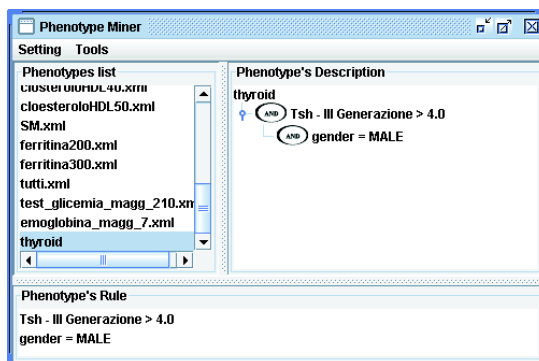 Phenotype Miner
Setting Tools
Phenotypes list
closteroloHDL40.xml
cloesteroloHDL50.xml
SM.xml
ferritina200.xml
ferritina300.xml
tutti.xml
test_glicemia_magg_210.xm
emoglobina_magg_7.xml
thyroid
Phenotype's Description
thyroid
AND Tsh - III Generazione > 4.0
AND gender = MALE
Phenotype's Rule
Tsh - III Generazione > 4.0
gender = MALE